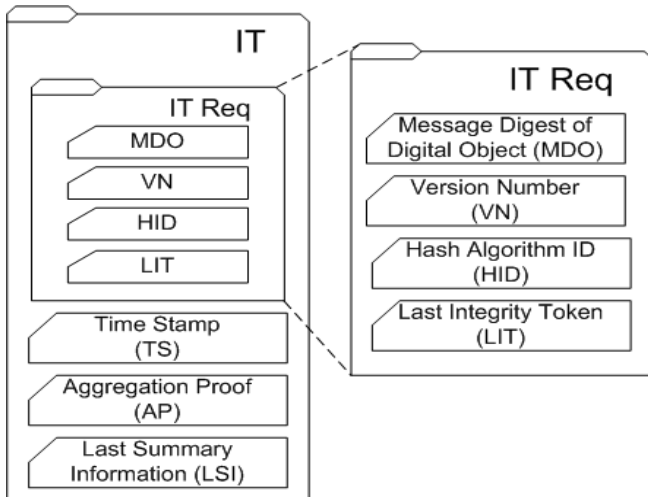 IT
IT Req
MDO
VN
HID
LIT
Time Stamp
(TS)
Aggregation Proof
(AP)
Last Summary
Information (LSI)
IT Req
Message Digest of
Digital Object (MDO)
Version Number
(VN)
Hash Algorithm ID
(HID)
Last Integrity Token
(LIT)